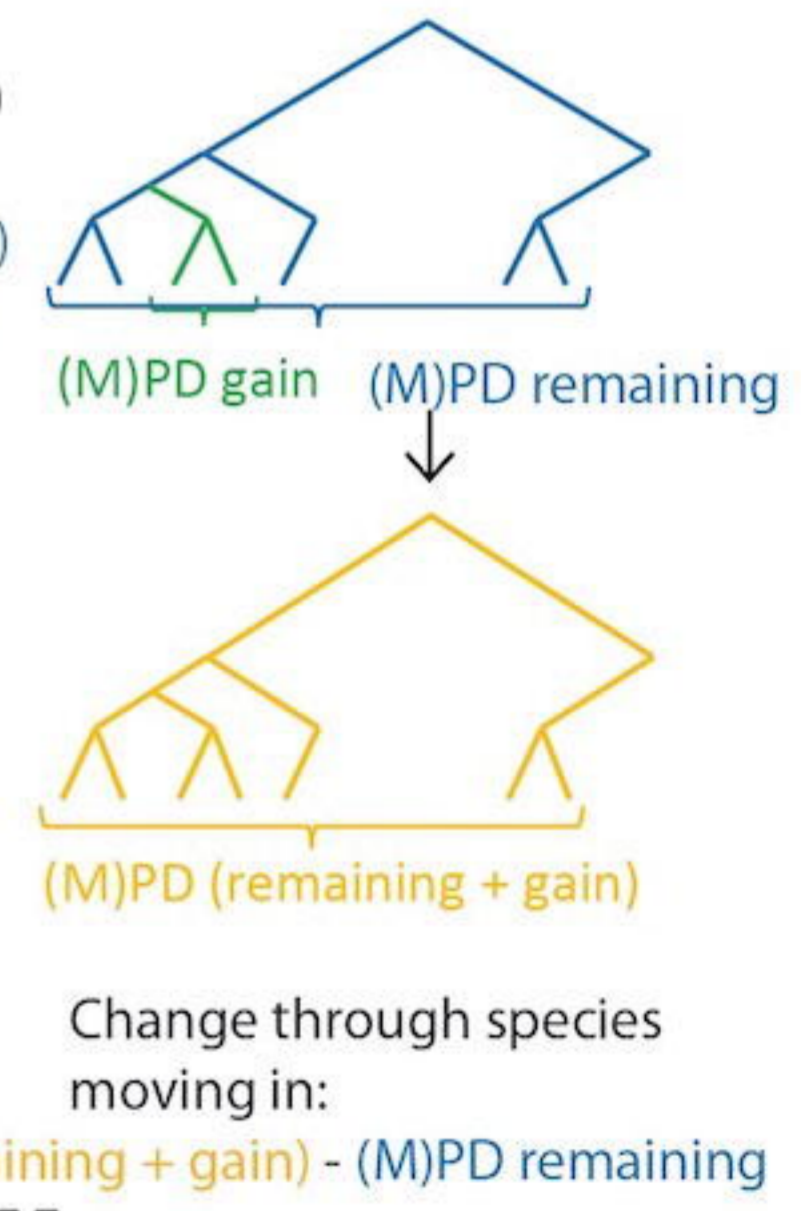 )
)
(M)PD gain (M)PD remaining
(M)PD (remaining + gain)
Change through species
moving in:
ining + gain) - (M)PD remaining